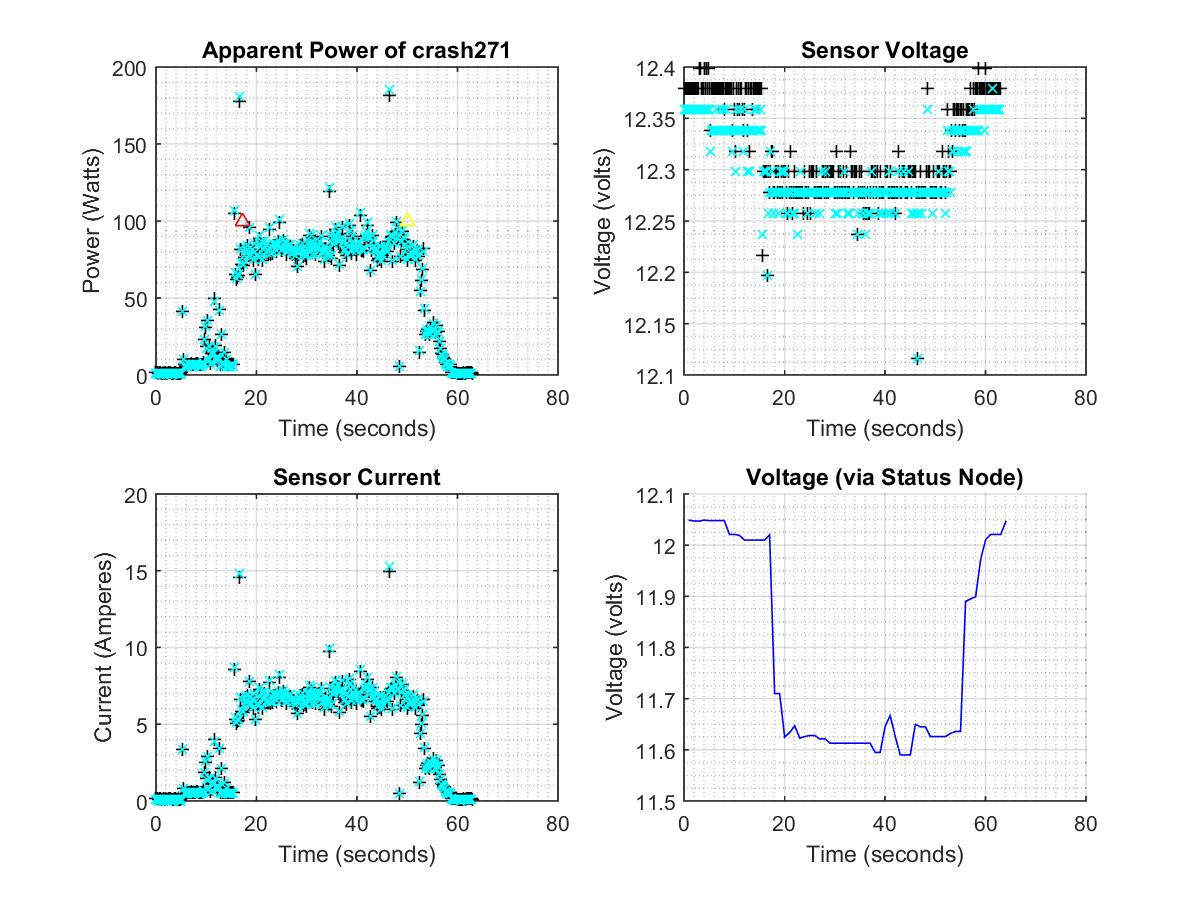 Apparent Power of crash271
200
150
100
50
0
Power (Watts)
0 20 40 60 80
Time (seconds)
Sensor Voltage
12.4
12.35
12.3
12.25
12.2
12.15
12.1
Voltage (volts)
0 20 40 60 80
Time (seconds)
Sensor Current
20
15
10
5
0
Current (Amperes)
0 20 40 60 80
Time (seconds)
Voltage (via Status Node)
12.1
12
11.9
11.8
11.7
11.6
11.5
Voltage (volts)
0 20 40 60 80
Time (seconds)